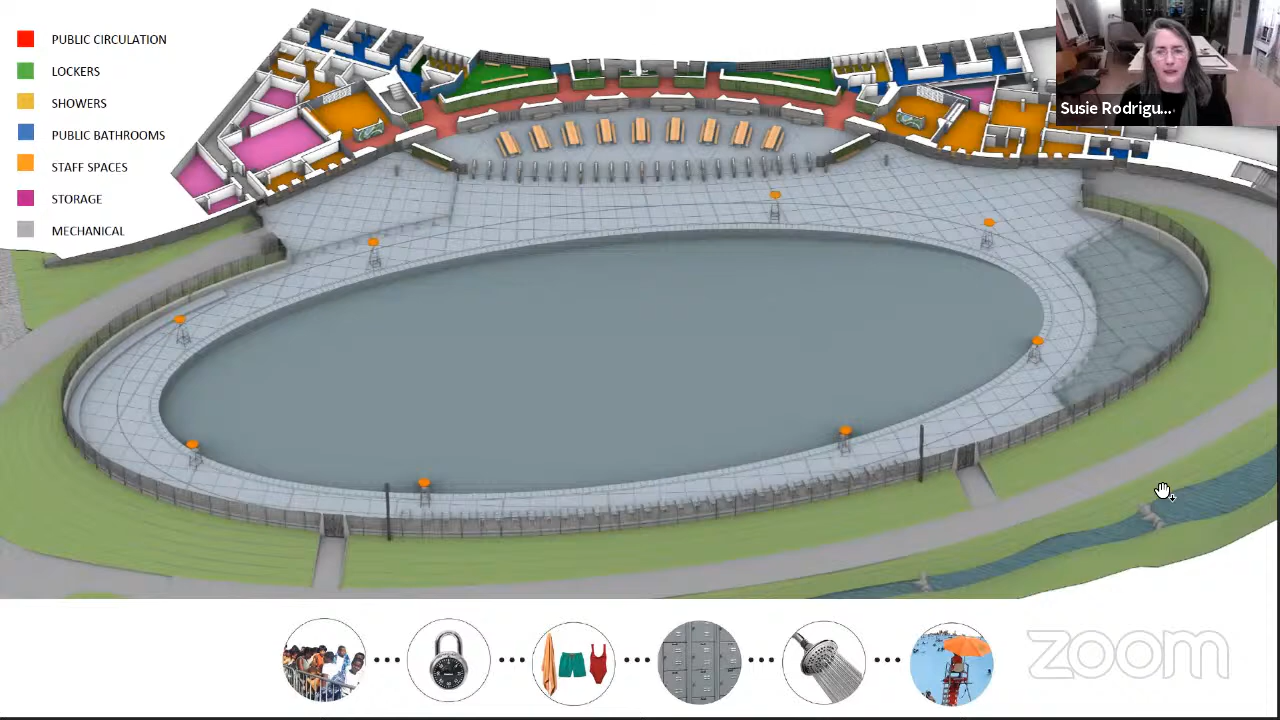 PUBLIC CIRCULATION
LOCKERS
SHOWERS
PUBLIC BATHROOMS
STAFF SPACES
STORAGE
MECHANICAL
Susie Rodrigu...
zoom